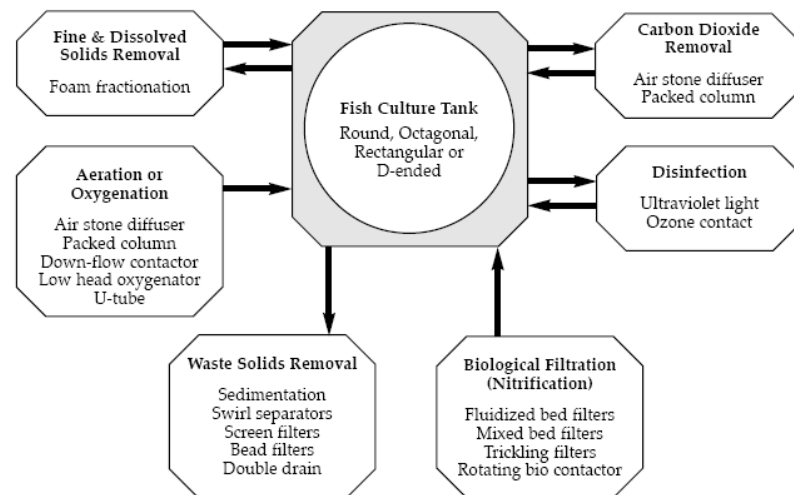 Fine & Dissolved
Solids Removal
Foam fractionation
Fish Culture Tank
Round, Octagonal,
Rectangular or
D-ended
Carbon Dioxide
Removal
Air stone diffuser
Packed column
Aeration or
Oxygenation
Air stone diffuser
Packed column
Down-flow contactor
Low head oxygenator
U-tube
Disinfection
Ultraviolet light
Ozone contact
Waste Solids Removal
Sedimentation
Swirl separators
Screen filters
Bead filters
Double drain
Biological Filtration
(Nitrification)
Fluidized bed filters
Mixed bed filters
Trickling filters
Rotating bio contactor